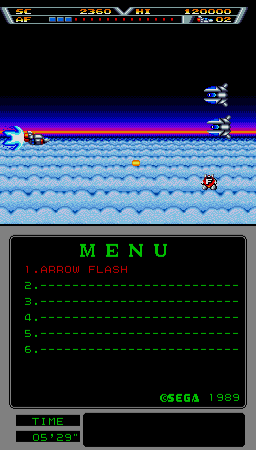 SC 2360 HI 120000
AF 02
F
MENU
1.ARROW FLASH
2.---------------
3.---------------
4.---------------
5.---------------
6.---------------
©SEGA 1989
TIME
05'29"